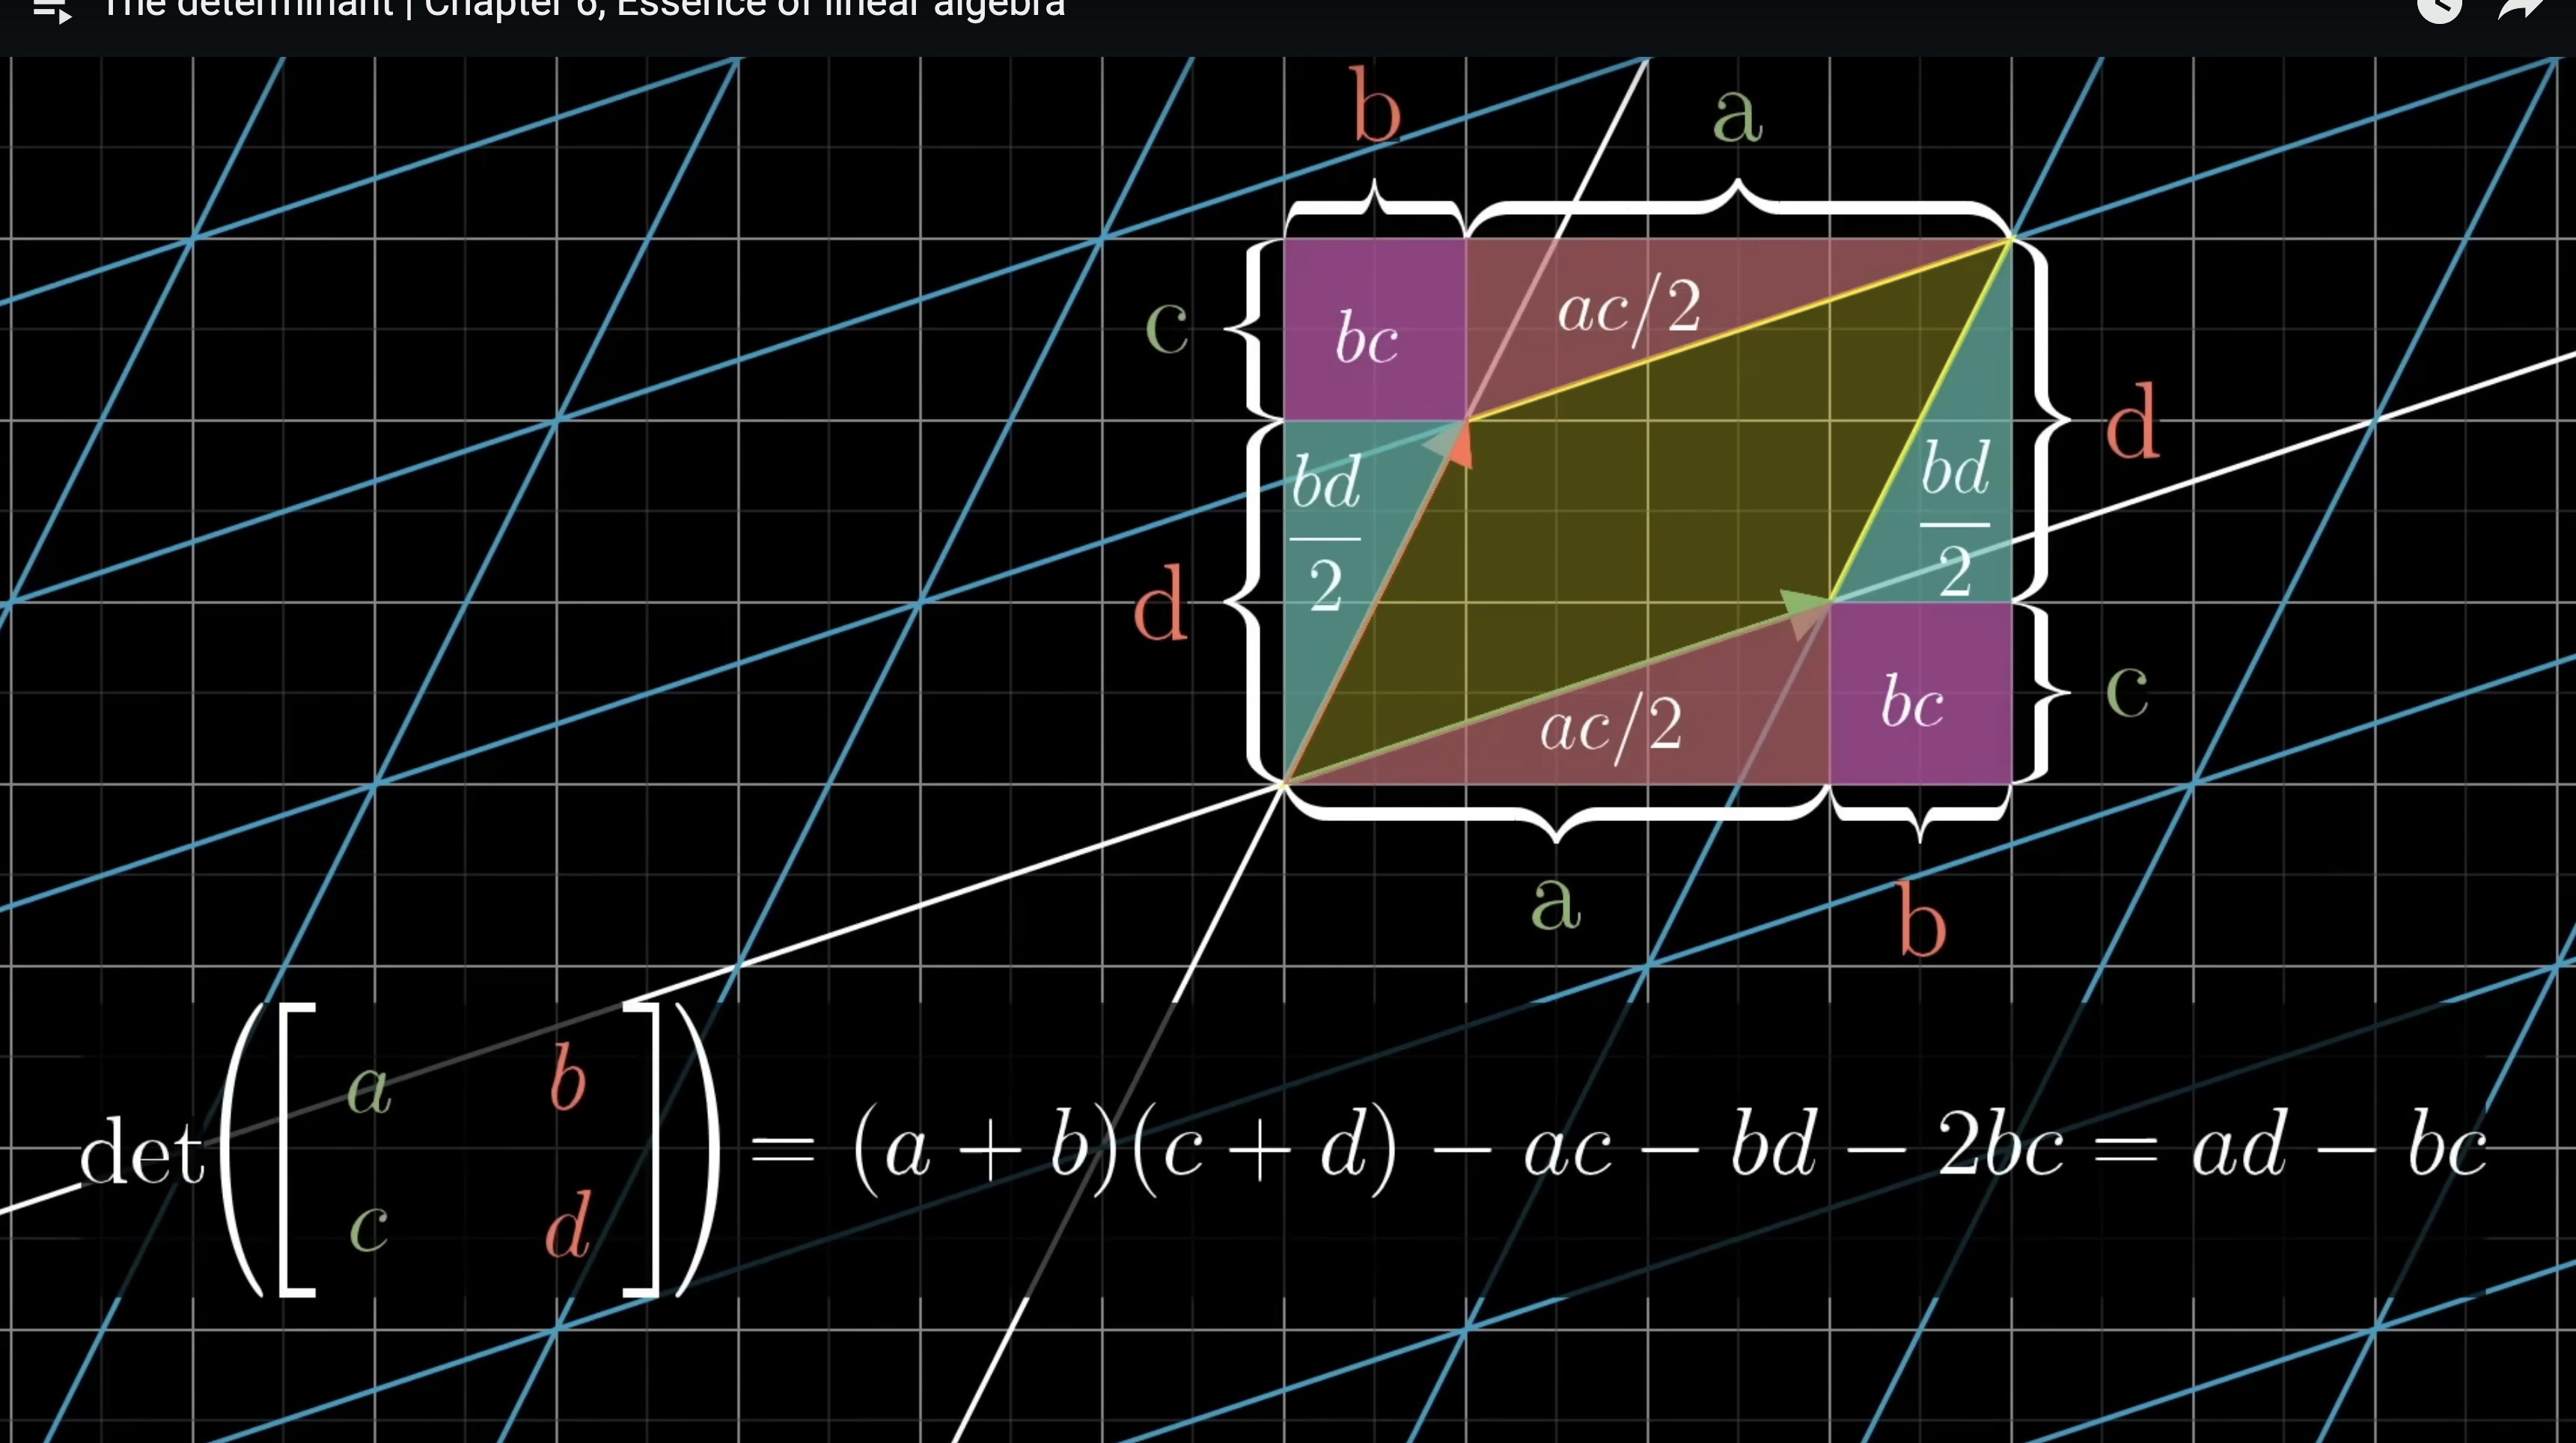 The determinant | Chapter 6, Essence of linear algebra
b a
c bc ac/2
d bd/2 bd/2 d
ac/2 bc c
a b
det([a b
c d]) = (a + b)(c + d) − ac − bd − 2bc = ad − bc